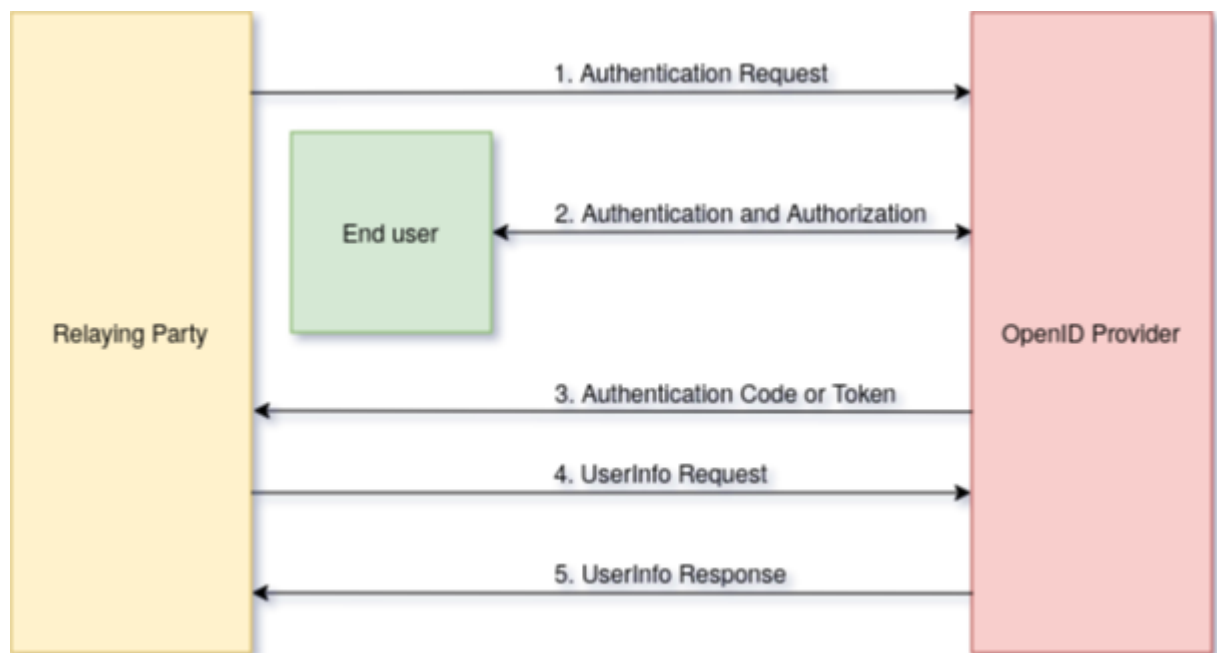 1. Authentication Request
2. Authentication and Authorization
End user
Relaying Party
OpenID Provider
3. Authentication Code or Token
4. UserInfo Request
5. UserInfo Response